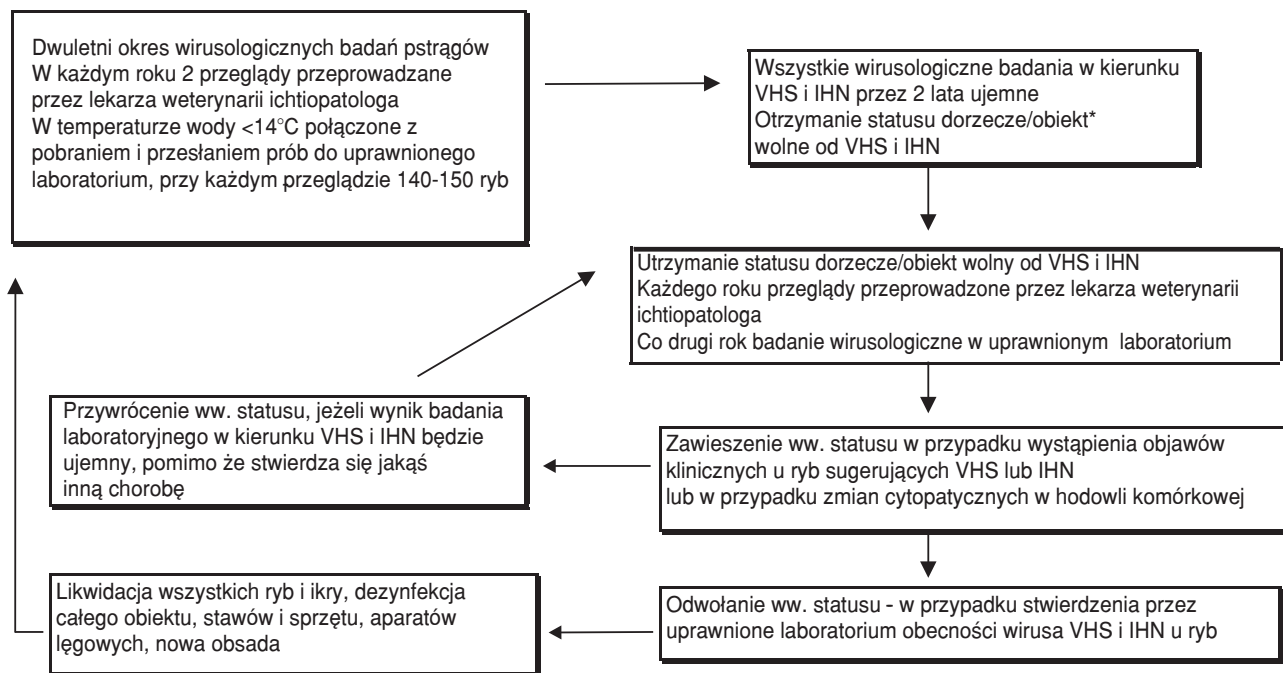 Dwuletni okres wirusologicznych badań pstrągów
W każdym roku 2 przeglądy przeprowadzane
przez lekarza weterynarii ichtiopatologa
W temperaturze wody <14°C połączone z
pobraniem i przesłaniem prób do uprawnionego
laboratorium, przy każdym przeglądzie 140-150 ryb
Wszystkie wirusologiczne badania w kierunku
VHS i IHN przez 2 lata ujemne
Otrzymanie statusu dorzecze/obiekt*
wolne od VHS i IHN
Utrzymanie statusu dorzecze/obiekt wolny od VHS i IHN
Każdego roku przeglądy przeprowadzone przez lekarza weterynarii
ichtiopatologa
Co drugi rok badanie wirusologiczne w uprawnionym laboratorium
Przywrócenie ww. statusu, jeżeli wynik badania
laboratoryjnego w kierunku VHS i IHN będzie
ujemny, pomimo że stwierdza się jakąś
inną chorobę
Zawieszenie ww. statusu w przypadku wystąpienia objawów
klinicznych u ryb sugerujących VHS lub IHN
lub w przypadku zmian cytopatycznych w hodowli komórkowej
Likwidacja wszystkich ryb i ikry, dezynfekcja
całego obiektu, stawów i sprzętu, aparatów
lęgowych, nowa obsada
Odwołanie ww. statusu - w przypadku stwierdzenia przez
uprawnione laboratorium obecności wirusa VHS i IHN u ryb